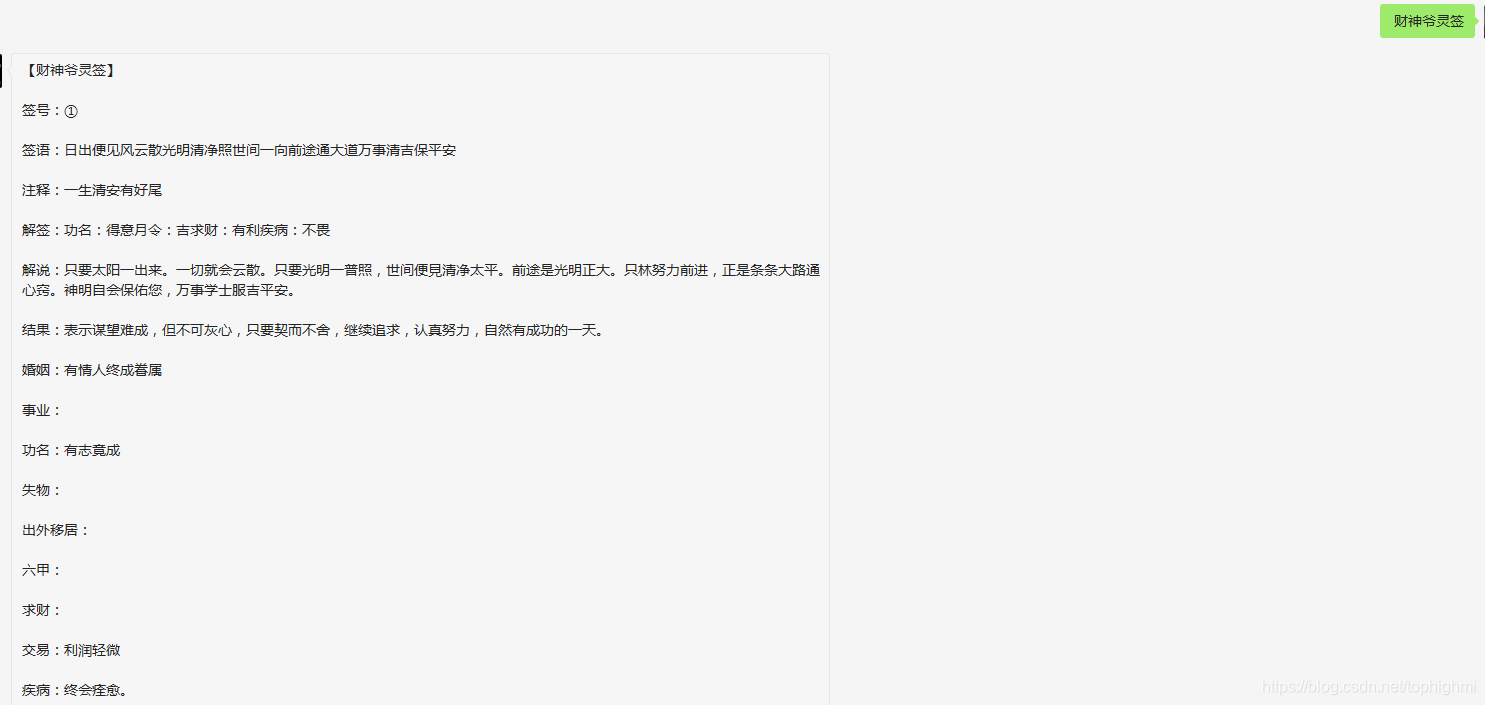 财神爷灵签
【财神爷灵签】
签号：①
签语：日出便见风云散光明清净照世间一向前途通大道万事清吉保平安
注释：一生清安有好尾
解签：功名：得意月令：吉求财：有利疾病：不畏
解说：只要太阳一出来。一切就会云散。只要光明一普照，世间便見清净太平。前途是光明正大。只林努力前进，正是条条大路通
心窍。神明自会保佑您，万事学士服吉平安。
结果：表示谋望难成，但不可灰心，只要契而不舍，继续追求，认真努力，自然有成功的一天。
婚姻：有情人终成眷属
事业：
功名：有志竟成
失物：
出外移居：
六甲：
求财：
交易：利润轻微
疾病：终会痊愈。
https://blog.csdn.net/tophighmi